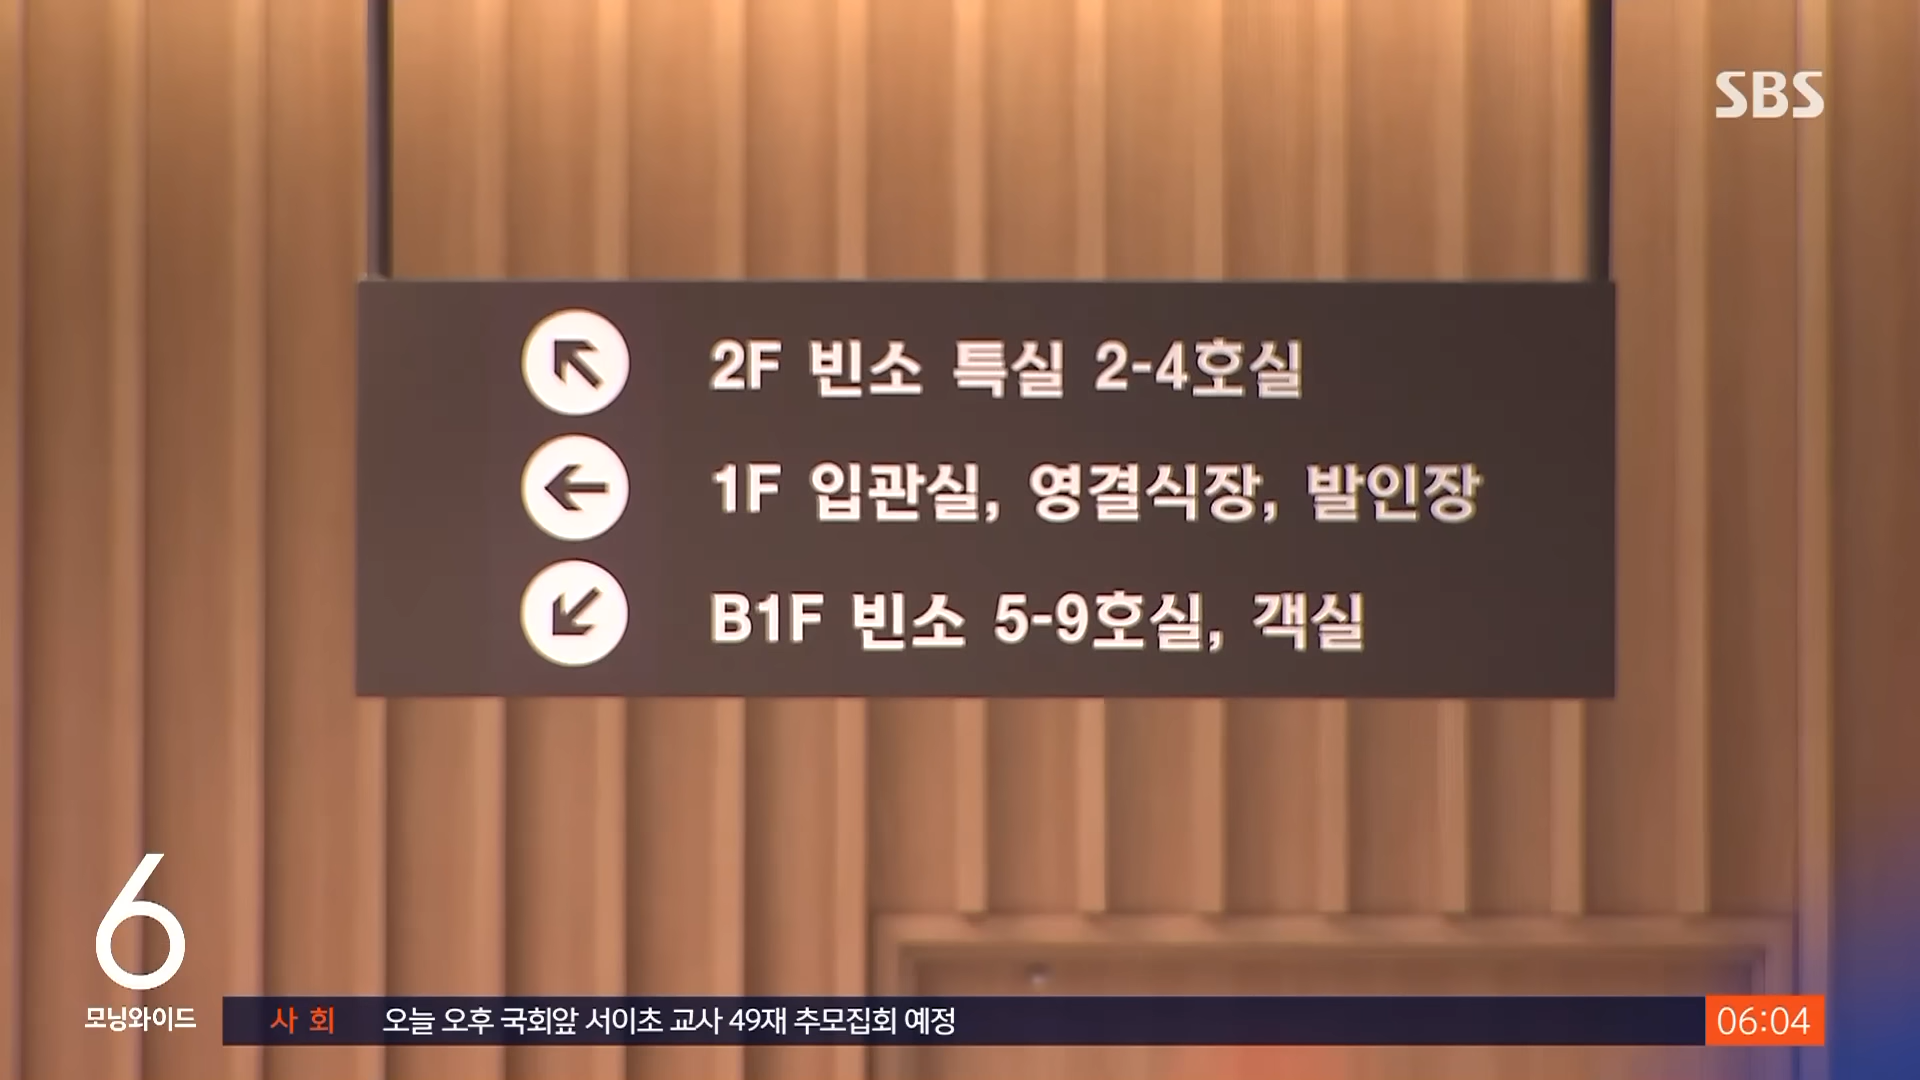 SBS
2F 빈소 특실 2-4호실
1F 입관실, 영결식장, 발인장
B1F 빈소 5-9호실, 객실
6
모닝와이드
사회 오늘 오후 국회앞 서이초 교사 49재 추모집회 예정 06:04